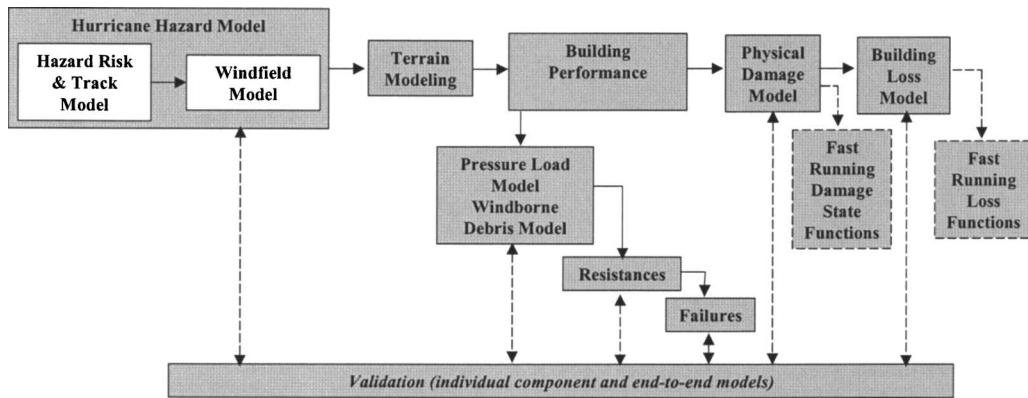 Hurricane Hazard Model
Hazard Risk
& Track
Model
Windfield
Model
Terrain
Modeling
Building
Performance
Physical
Damage
Model
Building
Loss
Model
Pressure Load
Model
Windborne
Debris Model
Resistances
Failures
Fast
Running
Damage
State
Functions
Fast
Running
Loss
Functions
Validation (individual component and end-to-end models)